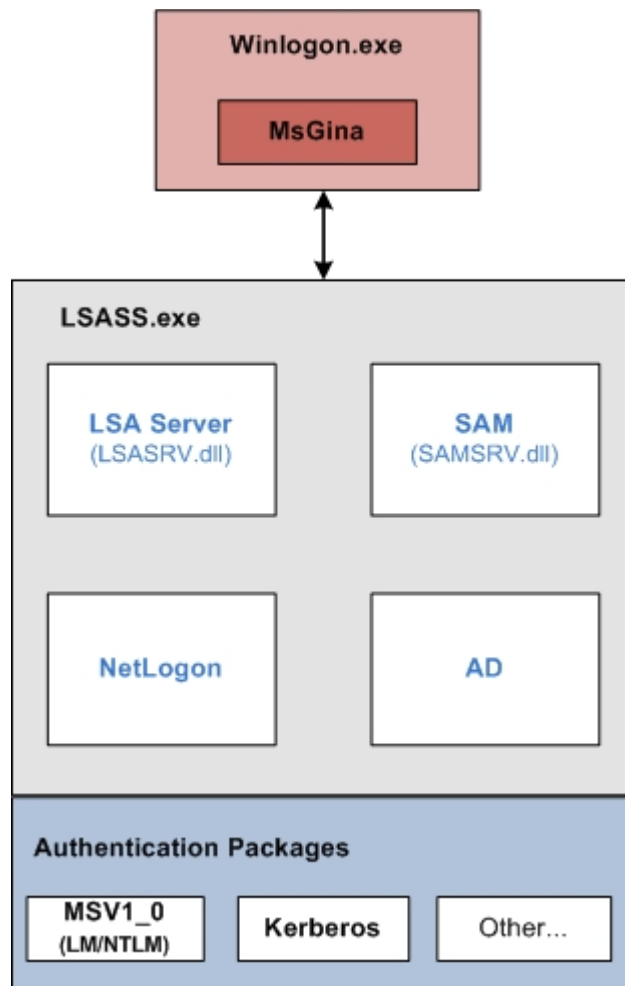 Winlogon.exe
MsGina
LSASS.exe
LSA Server
(LSASRV.dll)
SAM
(SAMSRV.dll)
NetLogon
AD
Authentication Packages
MSV1_0
(LM/NTLM)
Kerberos
Other...